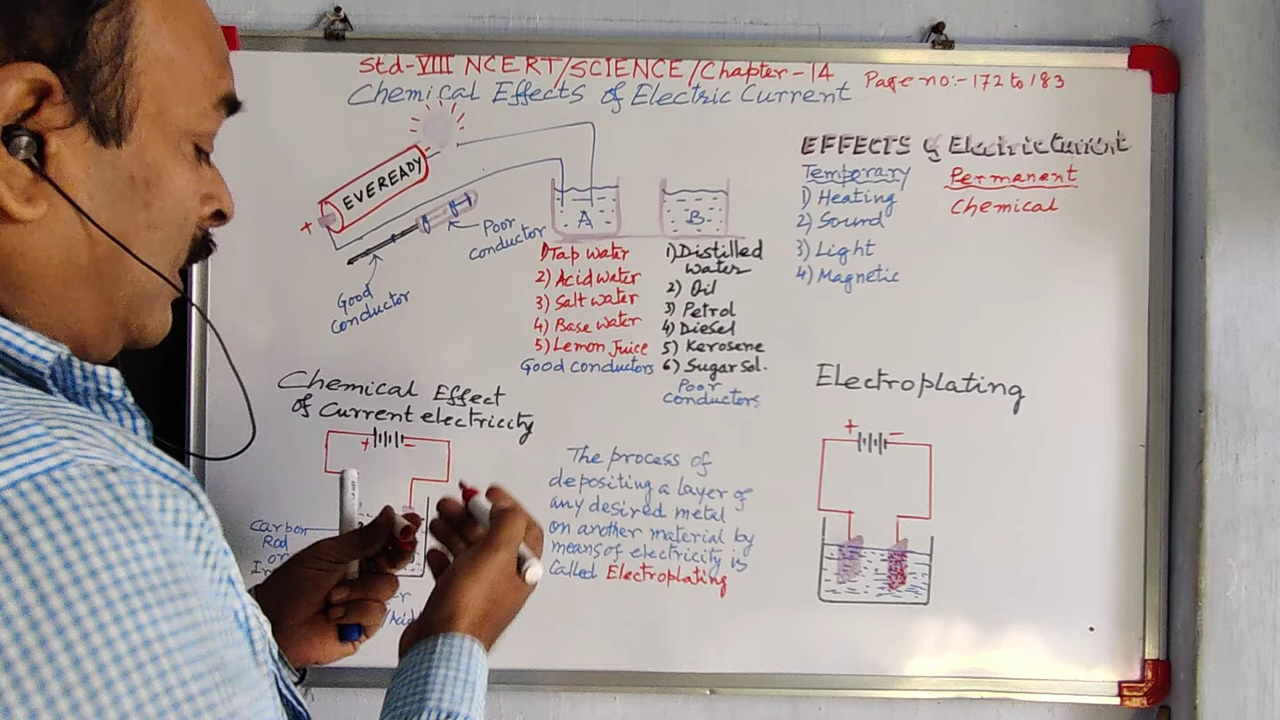 Std-VIII NCERT/SCIENCE/Chapter-14
Page no:- 172 to 183
Chemical Effects of Electric Current
EVEREADY
+
Poor
conductor
Good
conductor
A
1) Tap water
2) Acid water
3) Salt water
4) Base water
5) Lemon Juice
Good conductors
B
1) Distilled
water
2) Oil
3) Petrol
4) Diesel
5) Kerosene
6) Sugar Sol.
Poor
conductors
EFFECTS of Electric Current
Temporary
1) Heating
2) Sound
3) Light
4) Magnetic
Permanent
Chemical
Chemical Effect
of Current electricity
+ -
Carbon
Rod
or
The process of
depositing a layer of
any desired metal
on another material by
means of electricity is
called Electroplating
Electroplating
+ -